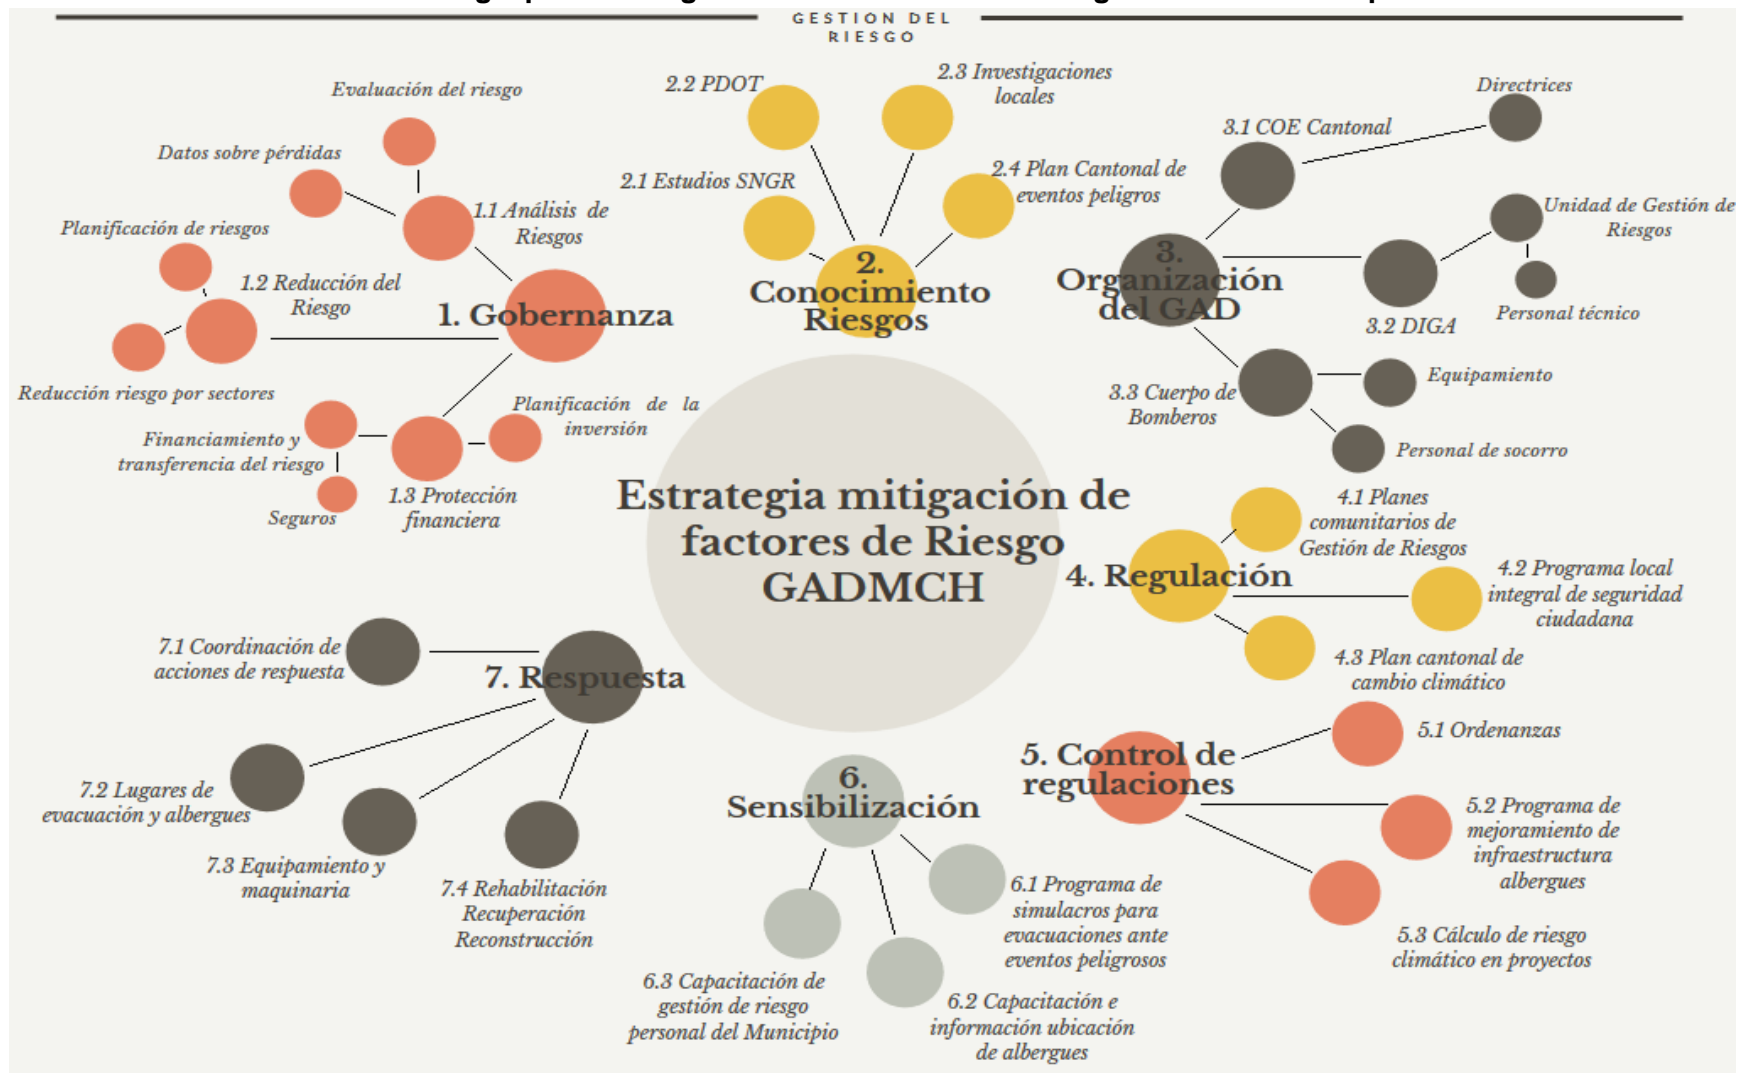 GESTION DEL
RIESGO
Evaluación del riesgo
Datos sobre pérdidas
1.1 Análisis de
Riesgos
Planificación de riesgos
1.2 Reducción del
Riesgo
1. Gobernanza
Reducción riesgo por sectores
Planificación de la
inversión
Financiamiento y
transferencia del riesgo
Seguros
1.3 Protección
financiera
2.2 PDOT
2.3 Investigaciones
locales
2.1 Estudios SNGR
2.4 Plan Cantonal de
eventos peligros
2.
Conocimiento
Riesgos
Directrices
3.1 COE Cantonal
Unidad de Gestión de
Riesgos
3.
Organización
del GAD
3.2 DIGA
Personal técnico
3.3 Cuerpo de
Bomberos
Equipamiento
Personal de socorro
Estrategia mitigación de
factores de Riesgo
GADMCH
4.1 Planes
comunitarios de
Gestión de Riesgos
4. Regulación
4.2 Programa local
integral de seguridad
ciudadana
4.3 Plan cantonal de
cambio climático
5. Control de
regulaciones
5.1 Ordenanzas
5.2 Programa de
mejoramiento de
infraestructura
albergues
5.3 Cálculo de riesgo
climático en proyectos
6.
Sensibilización
6.1 Programa de
simulacros para
evacuaciones ante
eventos peligrosos
6.2 Capacitación e
información ubicación
de albergues
6.3 Capacitación de
gestión de riesgo
personal del Municipio
7. Respuesta
7.1 Coordinación de
acciones de respuesta
7.2 Lugares de
evacuación y albergues
7.3 Equipamiento y
maquinaria
7.4 Rehabilitación
Recuperación
Reconstrucción